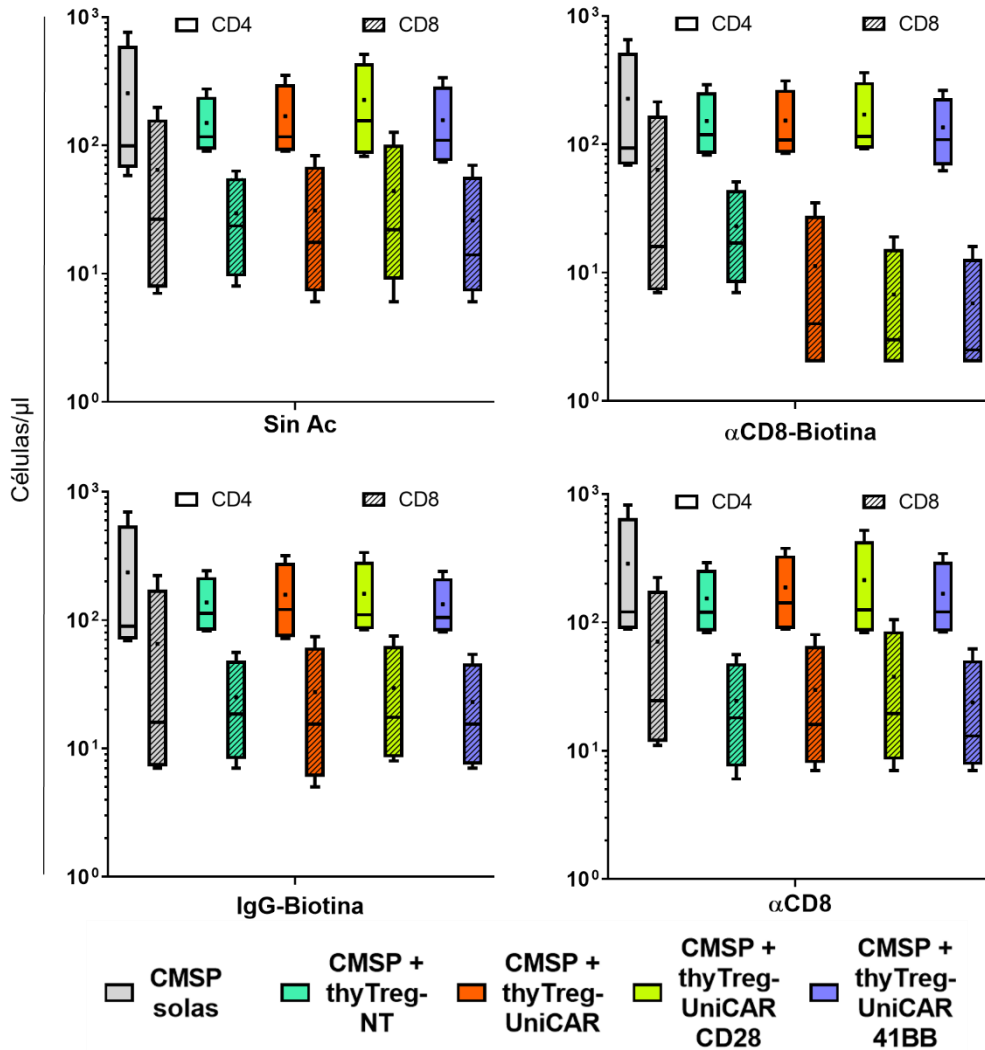 Células/µl
10³
10²
10¹
10⁰
CD4
CD8
Sin Ac
10³
10²
10¹
10⁰
CD4
CD8
αCD8-Biotina
10³
10²
10¹
10⁰
CD4
CD8
IgG-Biotina
10³
10²
10¹
10⁰
CD4
CD8
αCD8
CMSP
solas
CMSP +
thyTreg-
NT
CMSP +
thyTreg-
UniCAR
CMSP +
thyTreg-
UniCAR
CD28
CMSP +
thyTreg-
UniCAR
41BB